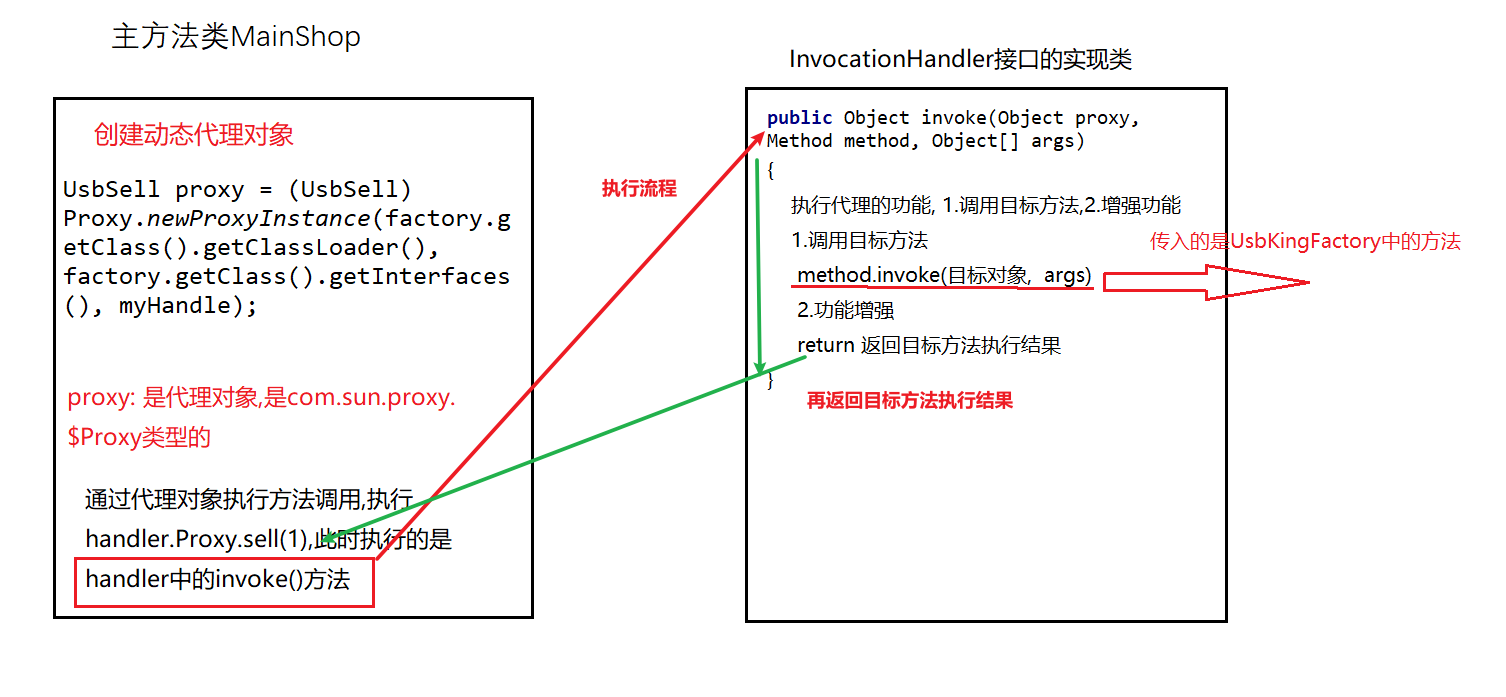 主方法类MainShop
创建动态代理对象
UsbSell proxy = (UsbSell)
Proxy.newProxyInstance(factory.g
etClass().getClassLoader(),
factory.getClass().getInterfaces
(), myHandle);
proxy: 是代理对象,是com.sun.proxy.
$Proxy类型的
通过代理对象执行方法调用,执行
handler.Proxy.sell(1),此时执行的是
handler中的invoke()方法
执行流程
InvocationHandler接口的实现类
public Object invoke(Object proxy,
Method method, Object[] args)
{
执行代理的功能, 1.调用目标方法,2.增强功能
1.调用目标方法
method.invoke(目标对象, args)
传入的是UsbKingFactory中的方法
2.功能增强
return 返回目标方法执行结果
}
再返回目标方法执行结果